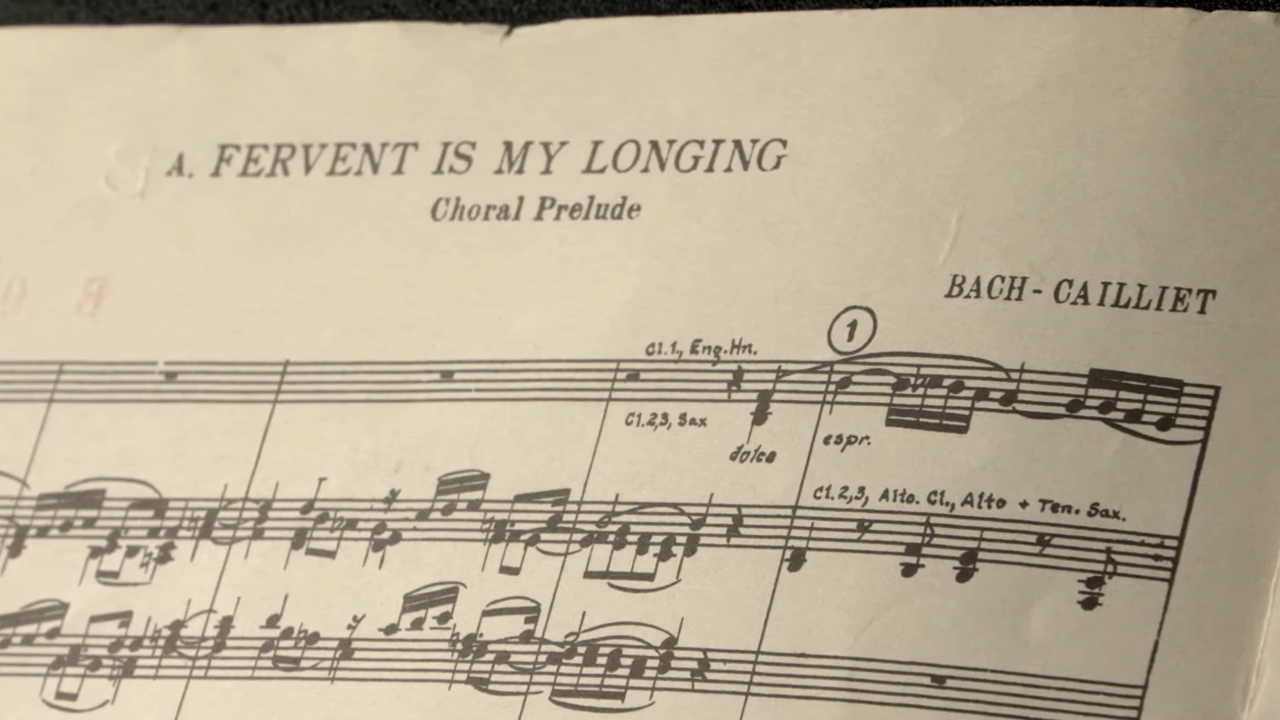 A. FERVENT IS MY LONGING
Choral Prelude
BACH - CAILLIET
1
Cl.1, Eng.Hn.
Cl.2,3, Sax
dolce
espr.
Cl.2,3, Alto. Cl., Alto + Ten. Sax.